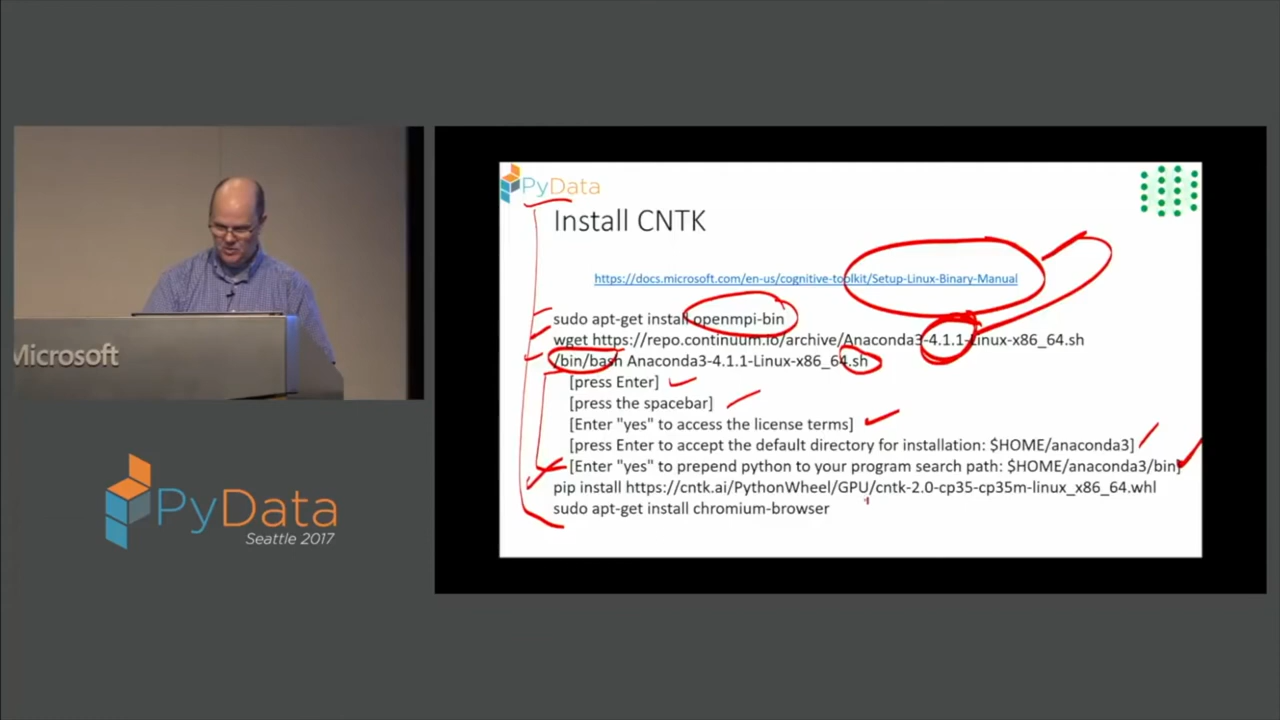 Microsoft
PyData
Seattle 2017
PyData
Install CNTK
https://docs.microsoft.com/en-us/cognitive-toolkit/Setup-Linux-Binary-Manual
sudo apt-get install openmpi-bin
wget https://repo.continuum.io/archive/Anaconda3-4.1.1-Linux-x86_64.sh
/bin/bash Anaconda3-4.1.1-Linux-x86_64.sh
[press Enter]
[press the spacebar]
[Enter "yes" to access the license terms]
[press Enter to accept the default directory for installation: $HOME/anaconda3]
[Enter "yes" to prepend python to your program search path: $HOME/anaconda3/bin]
pip install https://cntk.ai/PythonWheel/GPU/cntk-2.0-cp35-cp35m-linux_x86_64.whl
sudo apt-get install chromium-browser